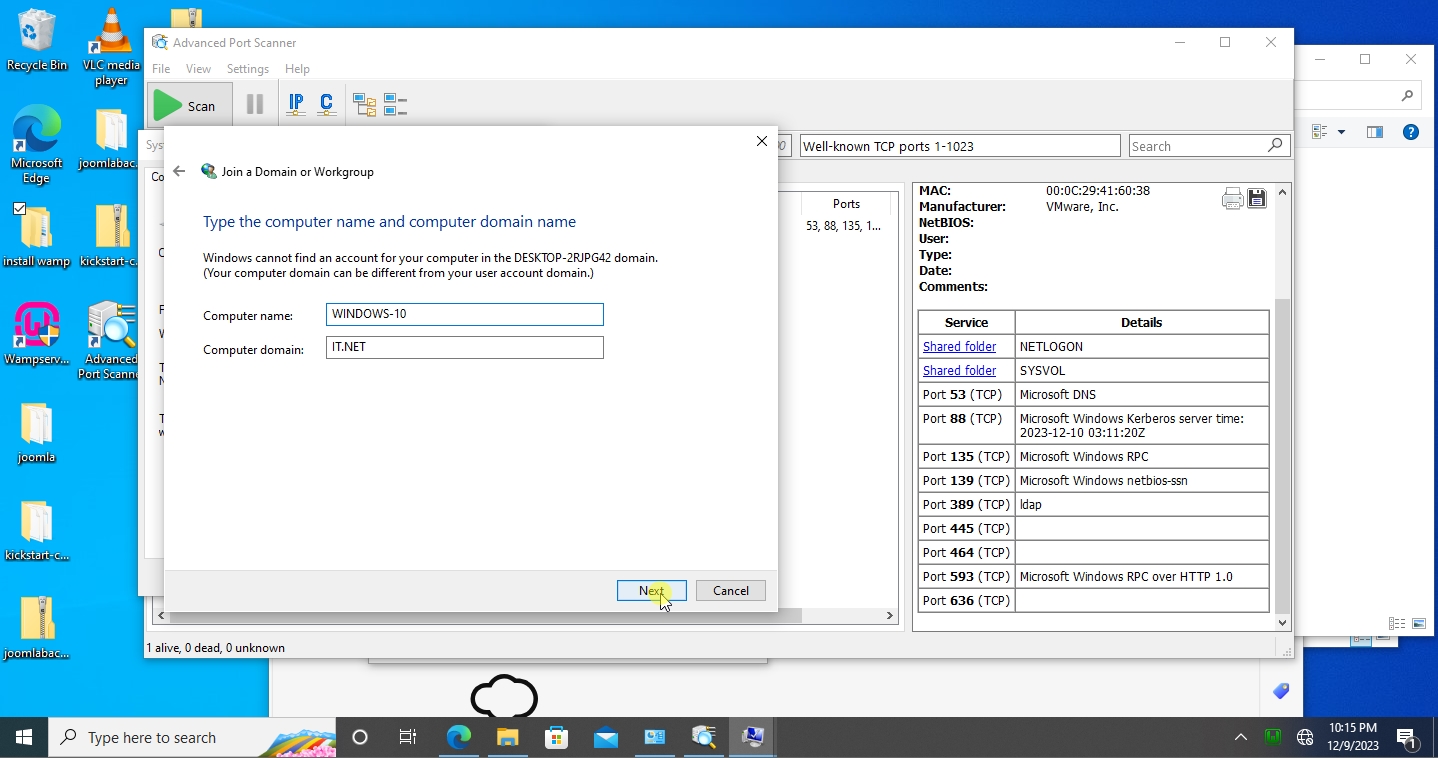 Recycle Bin
VLC media
player
Microsoft
Edge
joomlabac...
install wamp
kickstart-c...
Wampserv...
Advanced
Port Scanne
joomla
kickstart-c...
joomlabac...
Advanced Port Scanner
File View Settings Help
Scan
IP C
Well-known TCP ports 1-1023
Search
Sys
Co
Join a Domain or Workgroup
Type the computer name and computer domain name
Windows cannot find an account for your computer in the DESKTOP-2RJPG42 domain.
(Your computer domain can be different from your user account domain.)
Computer name: WINDOWS-10
Computer domain: IT.NET
Next Cancel
Ports
53, 88, 135, 1...
MAC: 00:0C:29:41:60:38
Manufacturer: VMware, Inc.
NetBIOS:
User:
Type:
Date:
Comments:
Service Details
Shared folder NETLOGON
Shared folder SYSVOL
Port 53 (TCP) Microsoft DNS
Port 88 (TCP) Microsoft Windows Kerberos server time:
2023-12-10 03:11:20Z
Port 135 (TCP) Microsoft Windows RPC
Port 139 (TCP) Microsoft Windows netbios-ssn
Port 389 (TCP) ldap
Port 445 (TCP)
Port 464 (TCP)
Port 593 (TCP) Microsoft Windows RPC over HTTP 1.0
Port 636 (TCP)
1 alive, 0 dead, 0 unknown
Type here to search
10:15 PM
12/9/2023
1